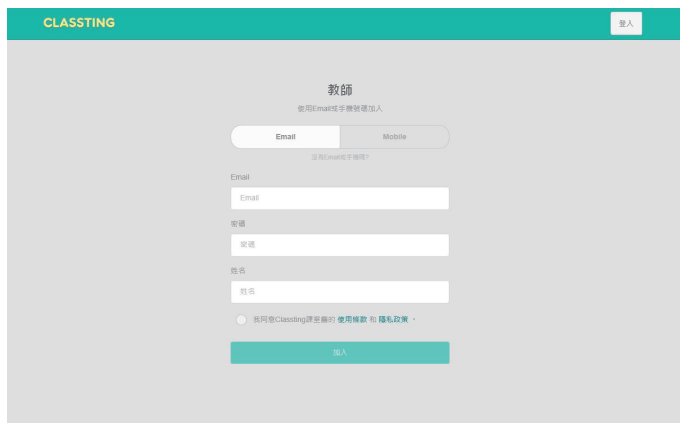 CLASSTING
登入
教師
使用Email或手機號碼加入
Email
Mobile
沒有Email或手機嗎?
Email
Email
密碼
密碼
姓名
姓名
我同意Classting課室篇的 使用條款 和 隱私政策 。
加入